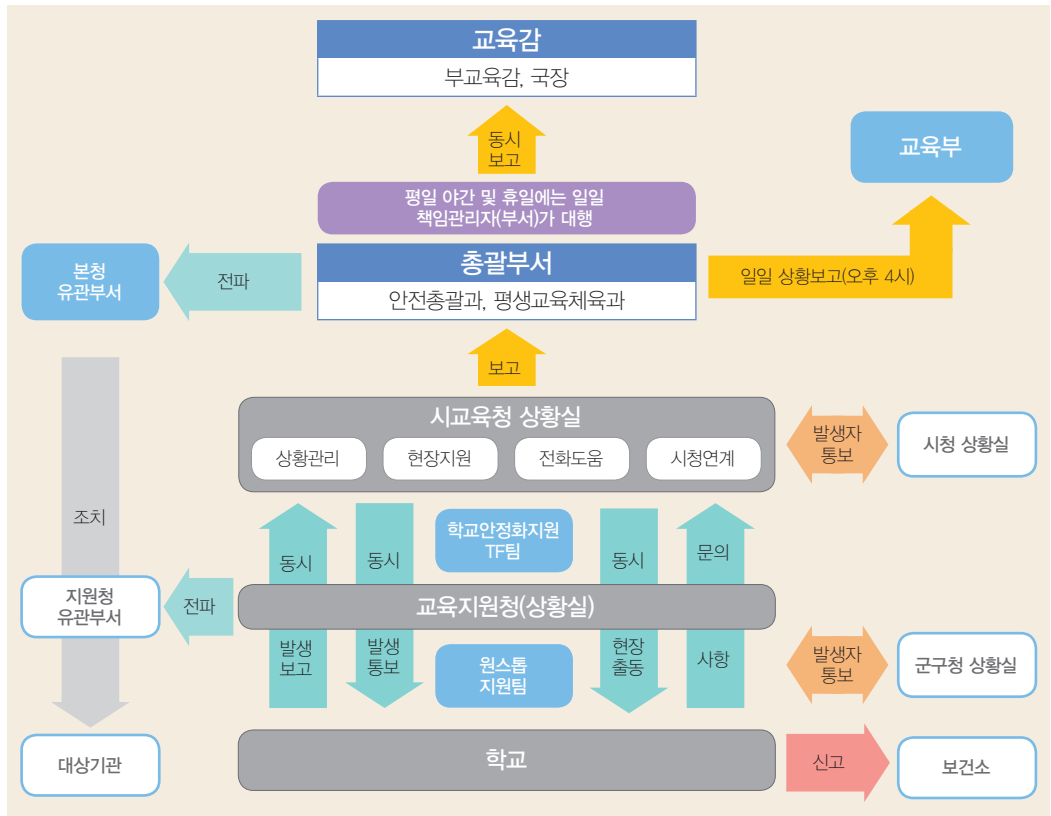 교육감
부교육감, 국장
동시
보고
교육부
평일 야간 및 휴일에는 일일
책임관리자(부서)가 대행
본청
유관부서
전파
총괄부서
안전총괄과, 평생교육체육과
일일 상황보고(오후 4시)
보고
시교육청 상황실
상황관리
현장지원
전화도움
시청연계
발생자
통보
시청 상황실
조치
동시
동시
학교안정화지원
TF팀
동시
문의
지원청
유관부서
전파
교육지원청(상황실)
발생
보고
발생
통보
원스톱
지원팀
현장
출동
사항
발생자
통보
군구청 상황실
대상기관
학교
신고
보건소